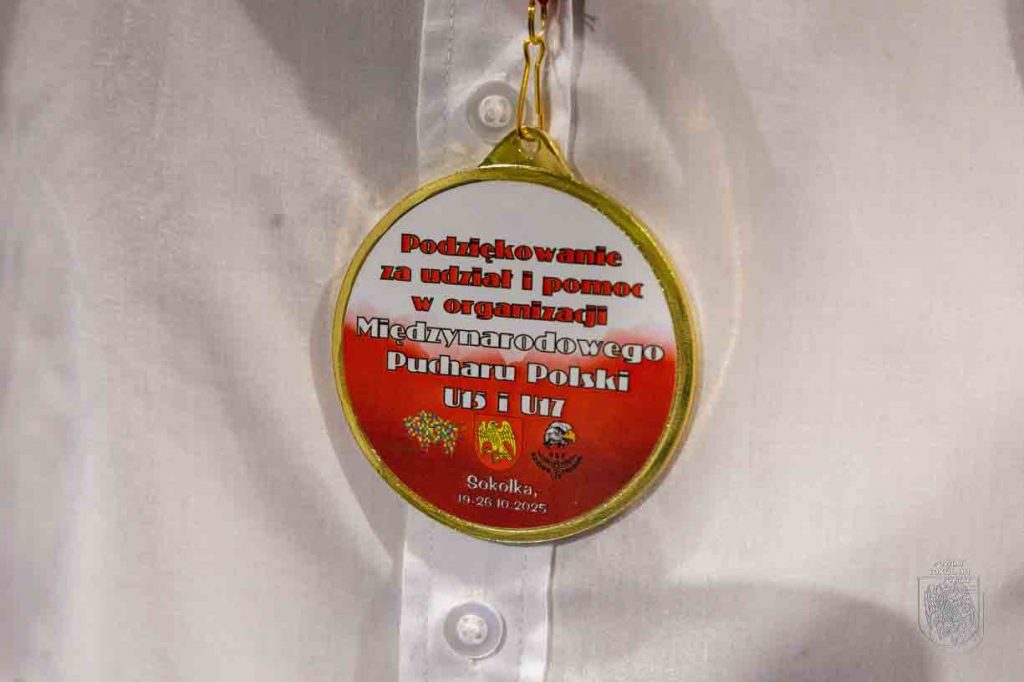 Podziękowanie
za udział i pomoc
w organizacji
Międzynarodowego
Pucharu Polski
U15 i U17
Sokółka,
19-26.10.2025